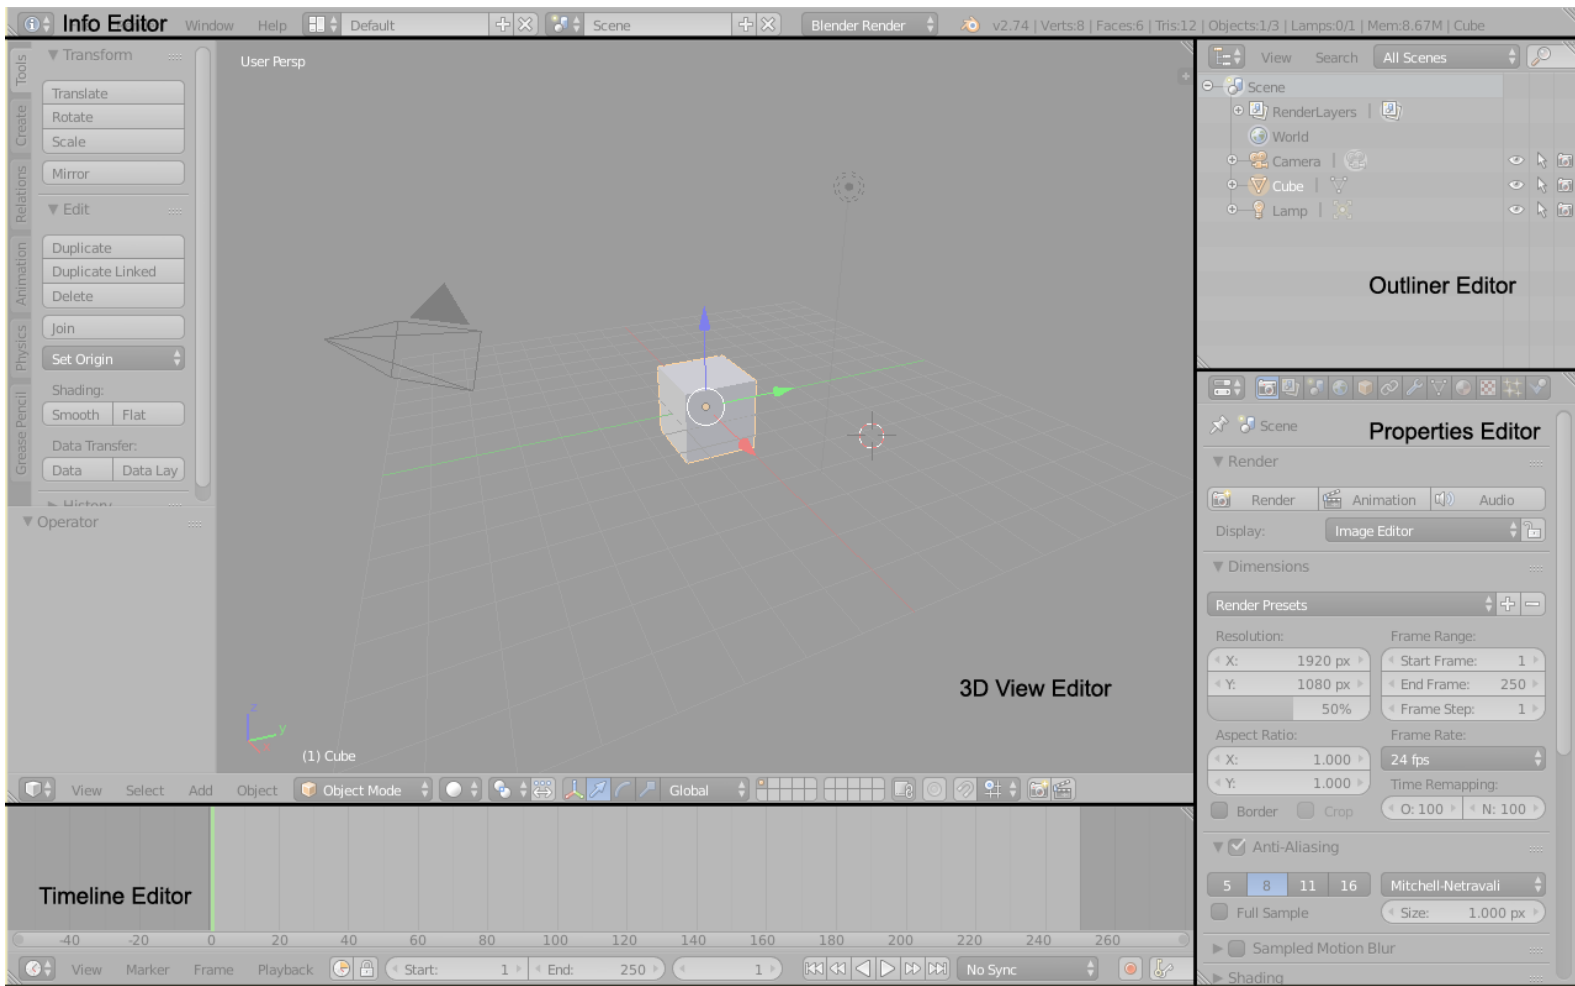 Info Editor Window Help Default Scene Blender Render v2.74 | Verts:8 | Faces:6 | Tris:12 | Objects:1/3 | Lamps:0/1 | Mem:8.67M | Cube
Tools
Create
Relations
Animation
Physics
Grease Pencil
Transform
Translate
Rotate
Scale
Mirror
Edit
Duplicate
Duplicate Linked
Delete
Join
Set Origin
Shading:
Smooth Flat
Data Transfer:
Data Data Lay
History
Operator
User Persp
3D View Editor
z
y
(1) Cube
View Select Add Object Object Mode Global
Timeline Editor
-40 -20 0 20 40 60 80 100 120 140 160 180 200 220 240 260
View Marker Frame Playback Start: 1 End: 250 1 No Sync
View Search All Scenes
Scene
RenderLayers |
World
Camera |
Cube |
Lamp |
Outliner Editor
Scene
Properties Editor
Render
Render Animation Audio
Display: Image Editor
Dimensions
Render Presets
Resolution: Frame Range:
X: 1920 px Start Frame: 1
Y: 1080 px End Frame: 250
50% Frame Step: 1
Aspect Ratio: Frame Rate:
X: 1.000 24 fps
Y: 1.000 Time Remapping:
Border Crop O: 100 N: 100
Anti-Aliasing
5 8 11 16 Mitchell-Netravali
Full Sample Size: 1.000 px
Sampled Motion Blur
Shading